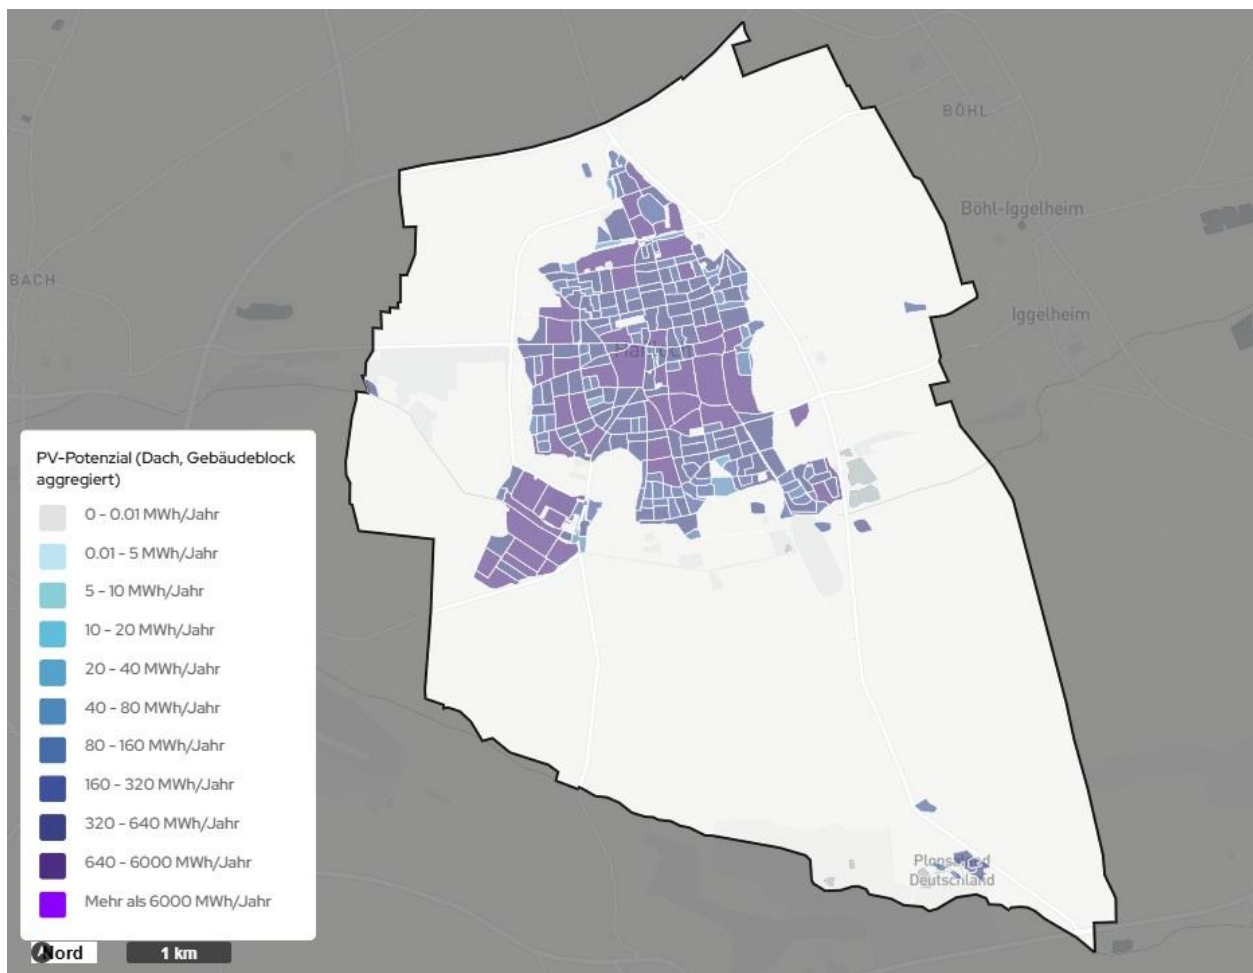 BÖHL
Böhl-Iggelheim
BACH
Iggelheim
PV-Potenzial (Dach, Gebäudeblock
aggregiert)
0 - 0.01 MWh/Jahr
0.01 - 5 MWh/Jahr
5 - 10 MWh/Jahr
10 - 20 MWh/Jahr
20 - 40 MWh/Jahr
40 - 80 MWh/Jahr
80 - 160 MWh/Jahr
160 - 320 MWh/Jahr
320 - 640 MWh/Jahr
640 - 6000 MWh/Jahr
Mehr als 6000 MWh/Jahr
Deutschland
Nord
1 km